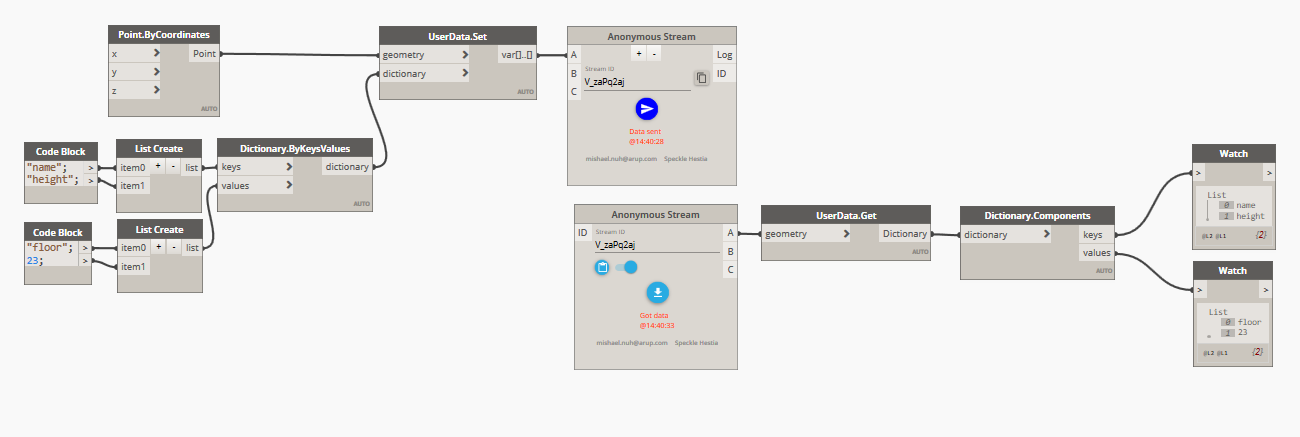 Point.ByCoordinates
x > Point
y >
z >
AUTO
UserData.Set
geometry > var[]..[]
dictionary >
AUTO
Anonymous Stream
A + - Log
B Stream ID ID
V_zaPq2aj
C
Data sent
@14:40:28
mishael.nuh@arup.com Speckle Hestia
Code Block
"name"; >
"height"; >
List Create
item0 + - list
item1
Dictionary.ByKeysValues
keys > dictionary
values >
AUTO
Code Block
"floor"; >
23; >
List Create
item0 + - list
item1
Anonymous Stream
ID Stream ID A
V_zaPq2aj
B
C
Got data
@14:40:33
mishael.nuh@arup.com Speckle Hestia
UserData.Get
geometry > Dictionary
AUTO
Dictionary.Components
dictionary > keys
values
AUTO
Watch
> >
List
0 name
1 height
@L2 @L1 {2}
Watch
> >
List
0 floor
1 23
@L2 @L1 {2}